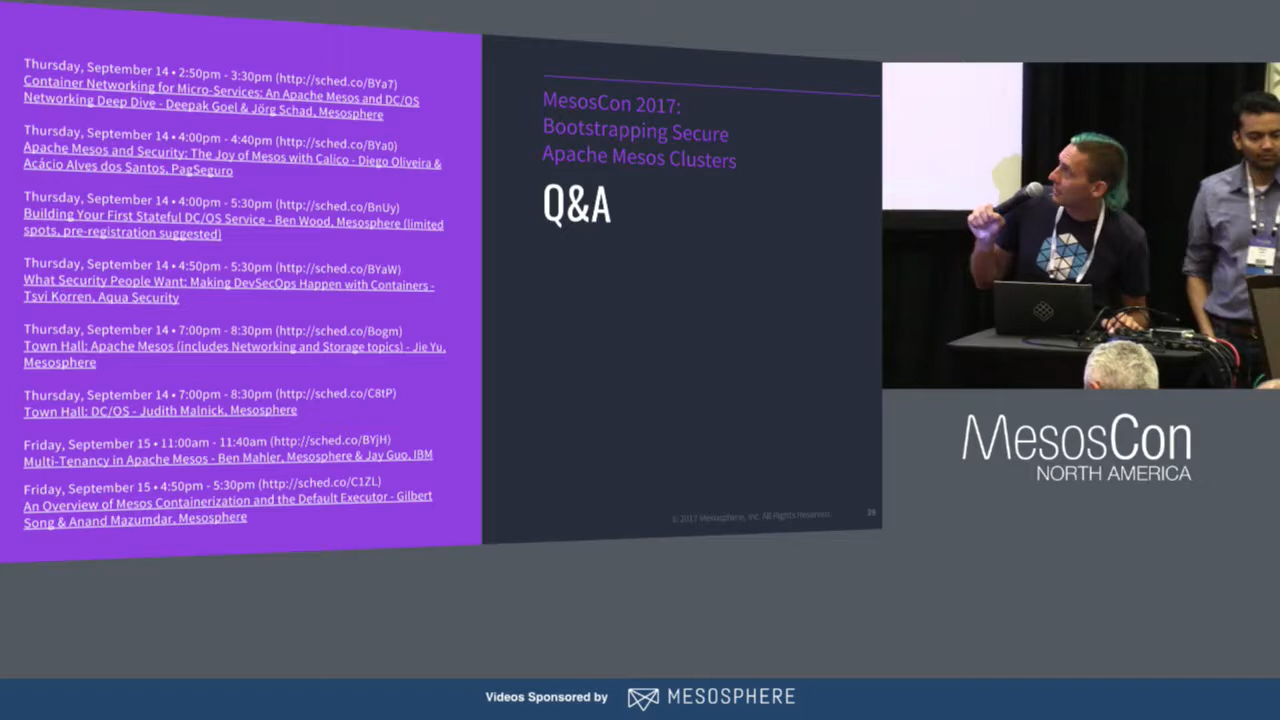 Thursday, September 14 • 2:50pm - 3:30pm (http://sched.co/BYa7)
Container Networking for Micro-Services: An Apache Mesos and DC/OS
Networking Deep Dive - Deepak Goel & Jörg Schad, Mesosphere
Thursday, September 14 • 4:00pm - 4:40pm (http://sched.co/BYa0)
Apache Mesos and Security: The Joy of Mesos with Calico - Diego Oliveira &
Acácio Alves dos Santos, PagSeguro
Thursday, September 14 • 4:00pm - 5:30pm (http://sched.co/BnUy)
Building Your First Stateful DC/OS Service - Ben Wood, Mesosphere (limited
spots, pre-registration suggested)
Thursday, September 14 • 4:50pm - 5:30pm (http://sched.co/BYaW)
What Security People Want: Making DevSecOps Happen with Containers -
Tsvi Korren, Aqua Security
Thursday, September 14 • 7:00pm - 8:30pm (http://sched.co/Bogm)
Town Hall: Apache Mesos (includes Networking and Storage topics) - Jie Yu,
Mesosphere
Thursday, September 14 • 7:00pm - 8:30pm (http://sched.co/C8tP)
Town Hall: DC/OS - Judith Malnick, Mesosphere
Friday, September 15 • 11:00am - 11:40am (http://sched.co/BYjH)
Multi-Tenancy in Apache Mesos - Ben Mahler, Mesosphere & Jay Guo, IBM
Friday, September 15 • 4:50pm - 5:30pm (http://sched.co/C1ZL)
An Overview of Mesos Containerization and the Default Executor - Gilbert
Song & Anand Mazumdar, Mesosphere
MesosCon 2017:
Bootstrapping Secure
Apache Mesos Clusters
Q&A
© 2017 Mesosphere, Inc. All Rights Reserved.
39
MesosCon
NORTH AMERICA
Videos Sponsored by
MESOSPHERE